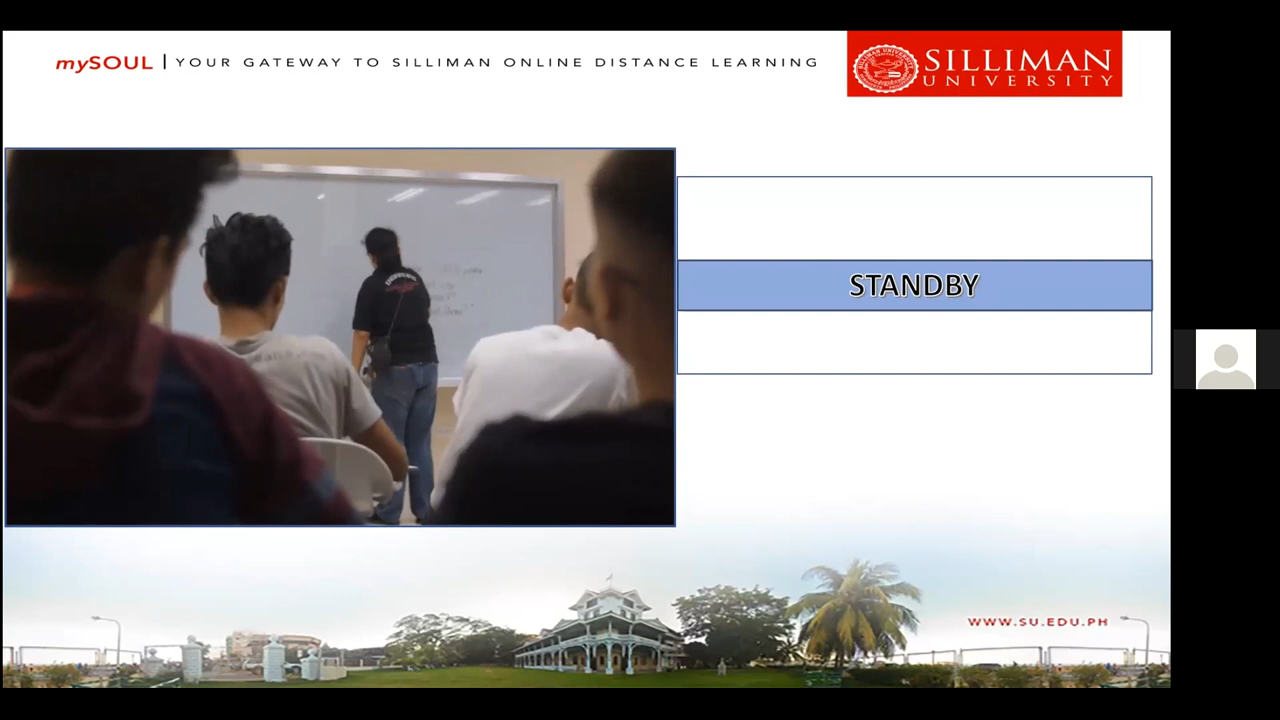 mySOUL | YOUR GATEWAY TO SILLIMAN ONLINE DISTANCE LEARNING
SILLIMAN
UNIVERSITY
STANDBY
WWW.SU.EDU.PH